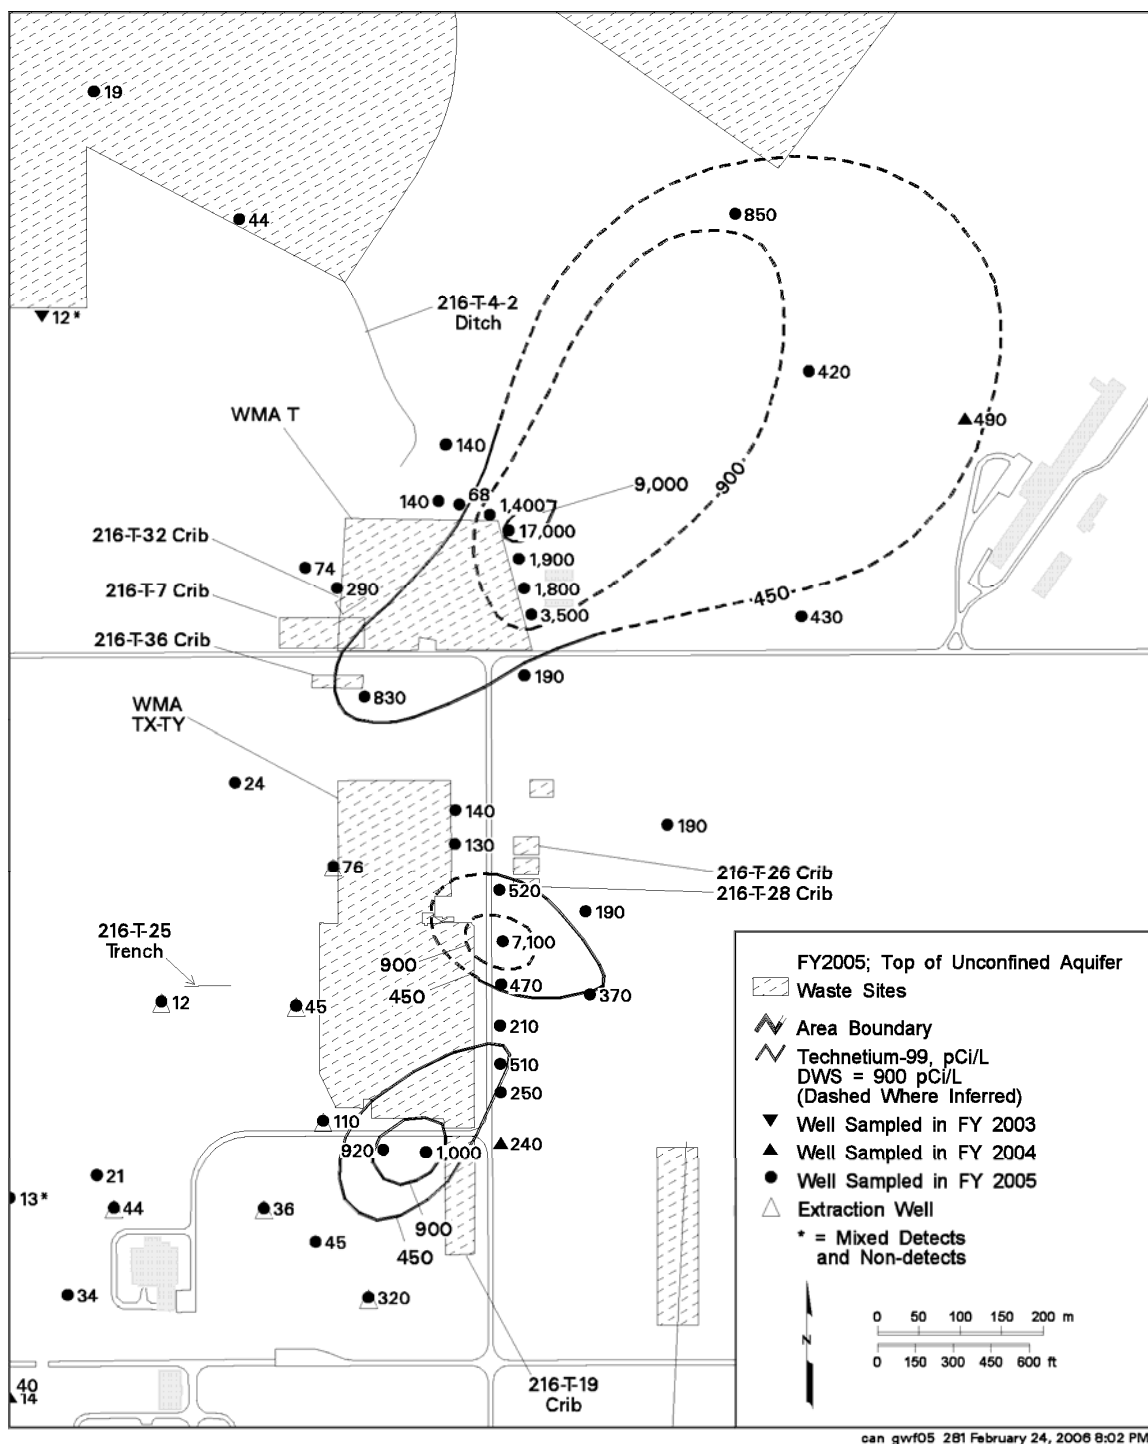 19
44
850
216-T-4-2
Ditch
12*
420
WMA T
490
140
9,000
900
140
68
1,400
17,000
216-T-32 Crib
1,900
74
290
1,800
216-T-7 Crib
450
3,500
430
216-T-36 Crib
190
830
WMA
TX-TY
24
140
190
130
76
216-T-26 Crib
520
216-T-28 Crib
190
216-T-25
Trench
7,100
900
450
470
370
12
45
210
510
250
110
240
920
1,000
21
13*
44
36
900
45
450
34
320
40
14
216-T-19
Crib
FY2005; Top of Unconfined Aquifer
Waste Sites
Area Boundary
Technetium-99, pCi/L
DWS = 900 pCi/L
(Dashed Where Inferred)
Well Sampled in FY 2003
Well Sampled in FY 2004
Well Sampled in FY 2005
Extraction Well
* = Mixed Detects
and Non-detects
N
0 50 100 150 200 m
0 150 300 450 600 ft
can_gwf05_281 February 24, 2006 8:02 PM